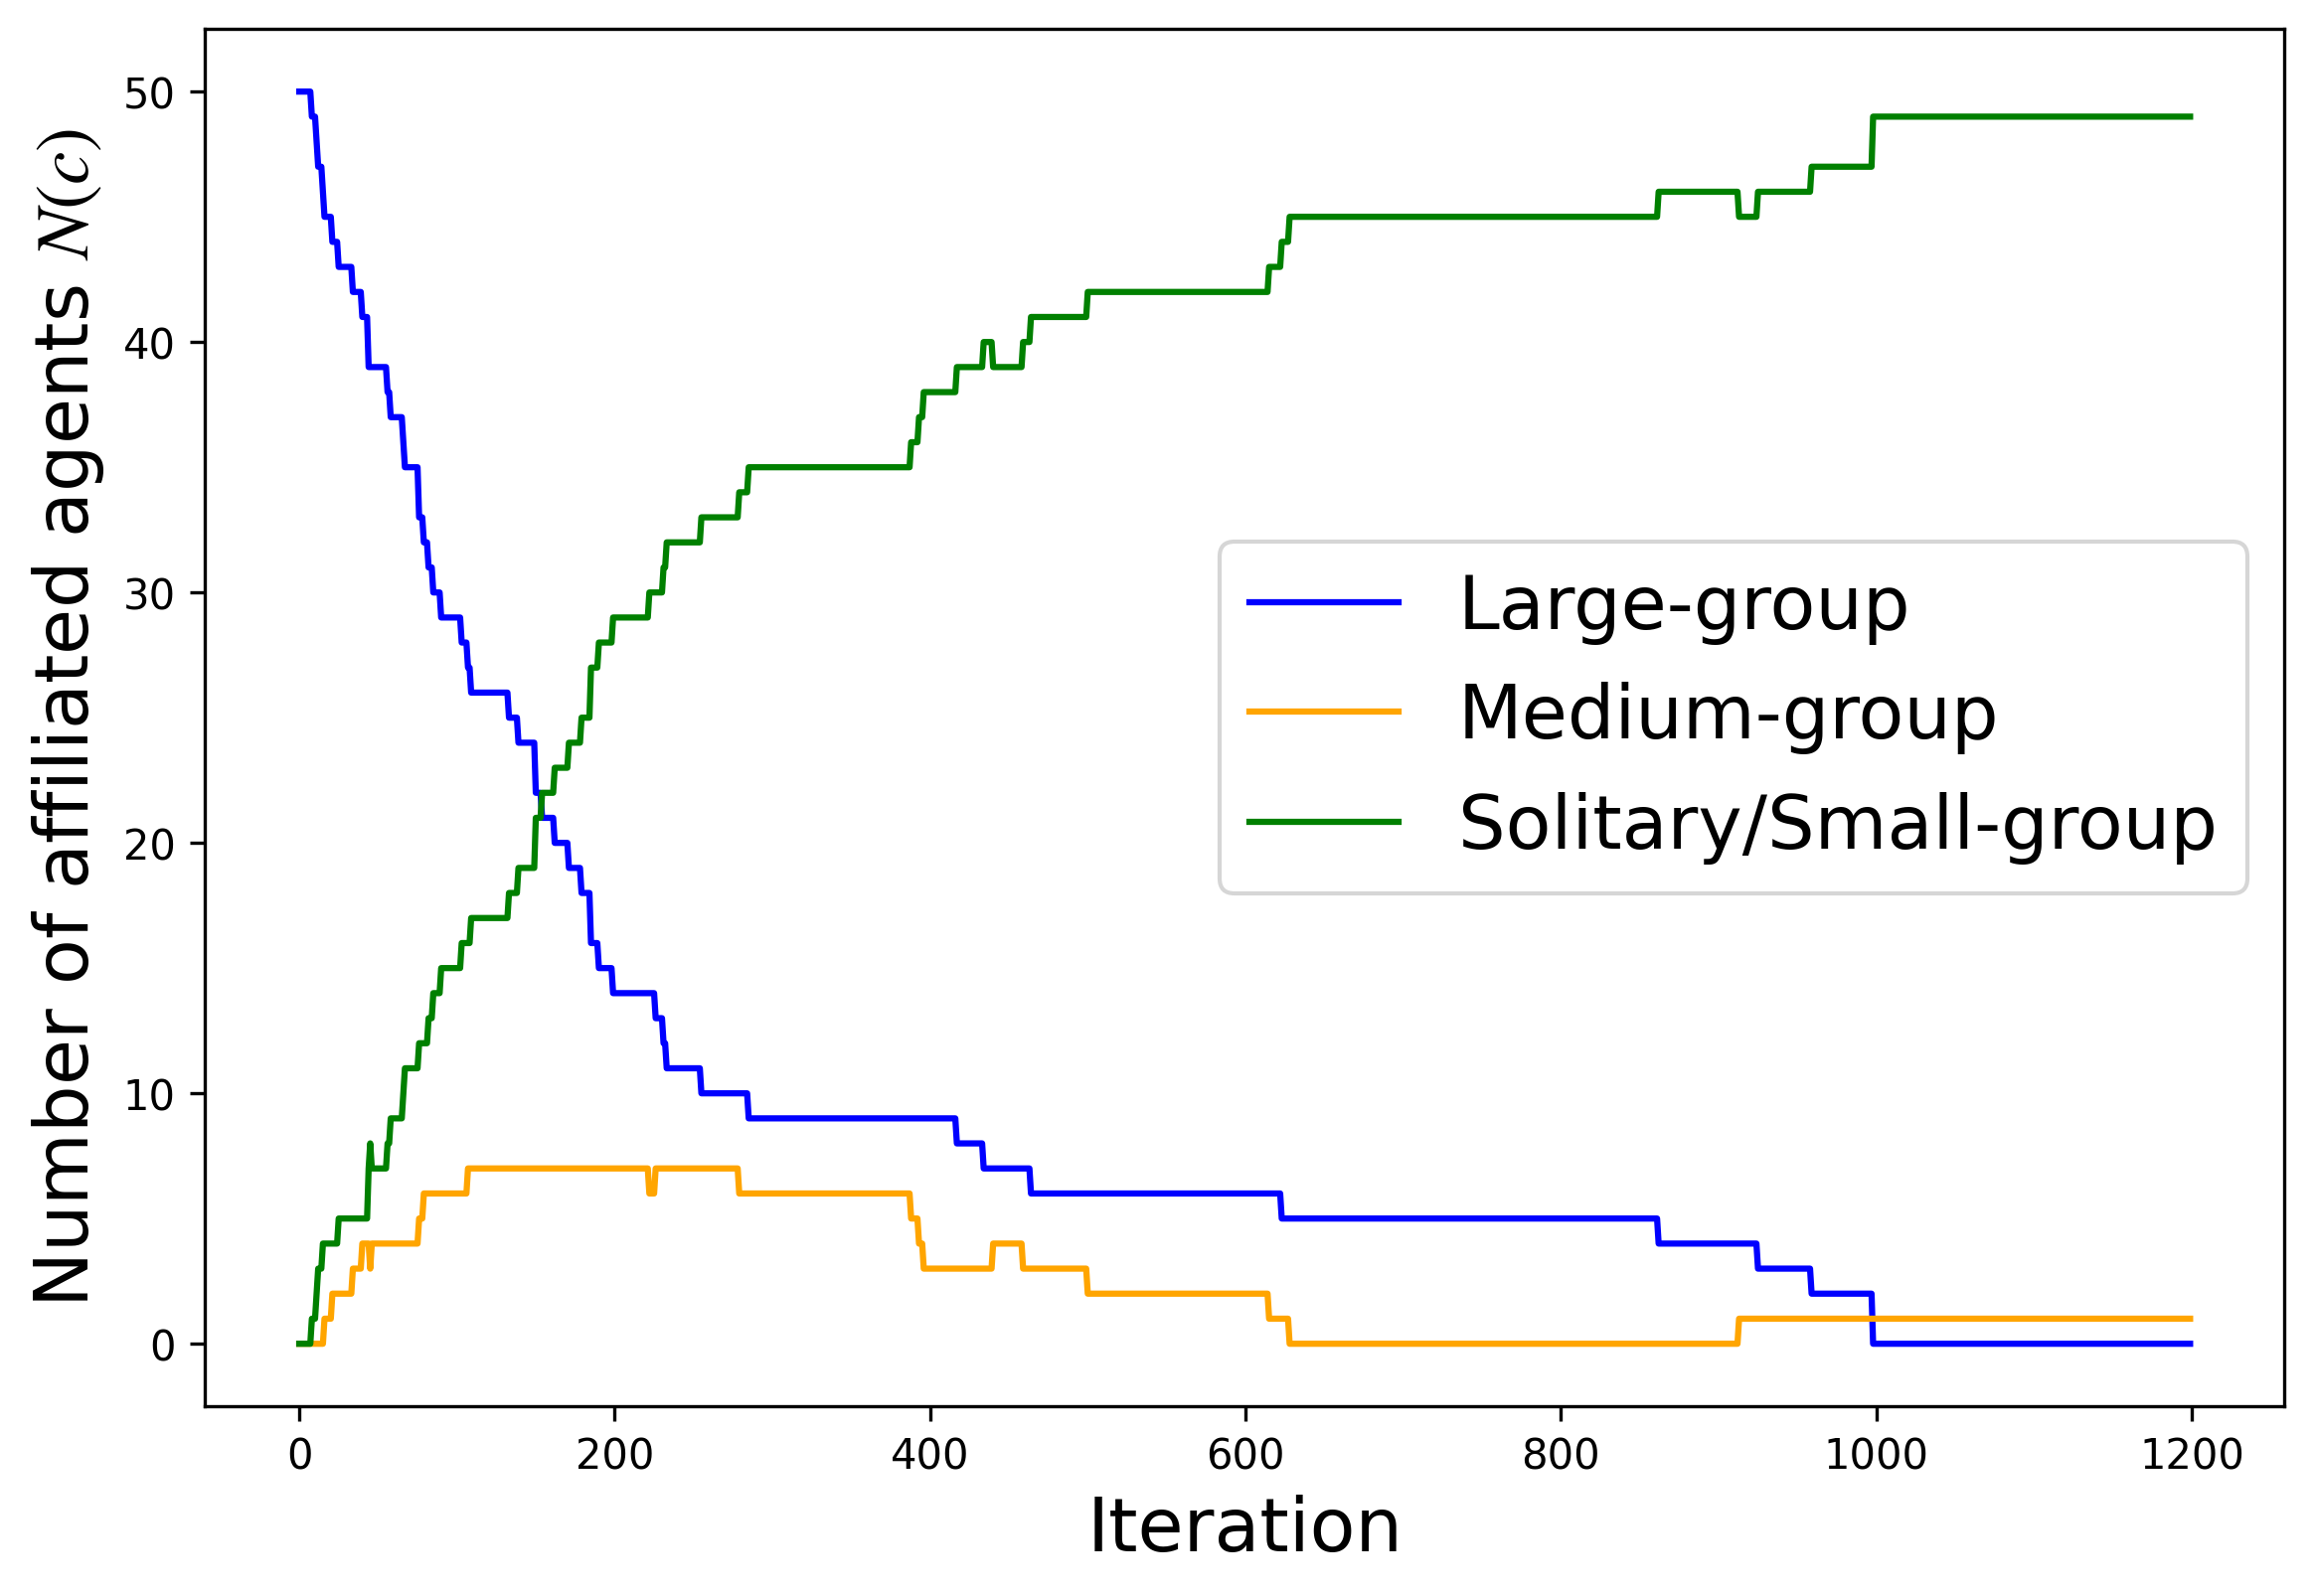 Number of affiliated agents N(c)
50
40
30
20
10
0
Large-group
Medium-group
Solitary/Small-group
0 200 400 600 800 1000 1200
Iteration